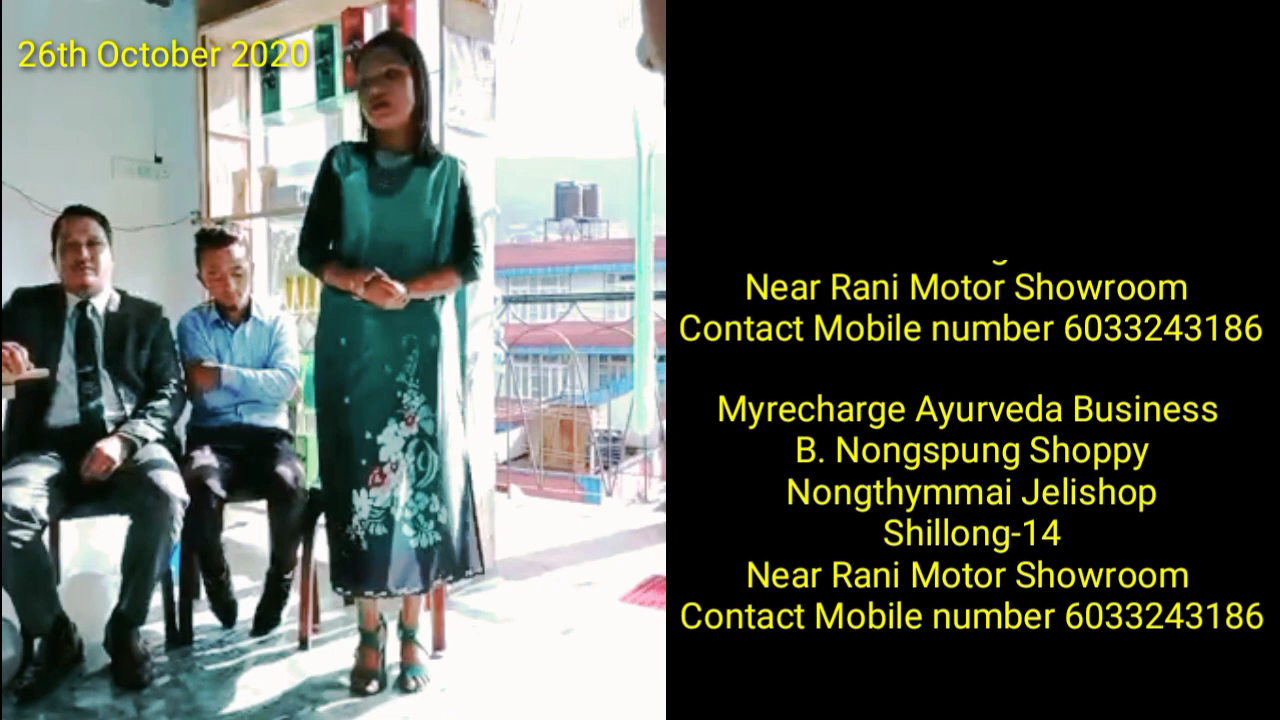 26th October 2020
Near Rani Motor Showroom
Contact Mobile number 6033243186
Myrecharge Ayurveda Business
B. Nongspung Shoppy
Nongthymmai Jelishop
Shillong-14
Near Rani Motor Showroom
Contact Mobile number 6033243186